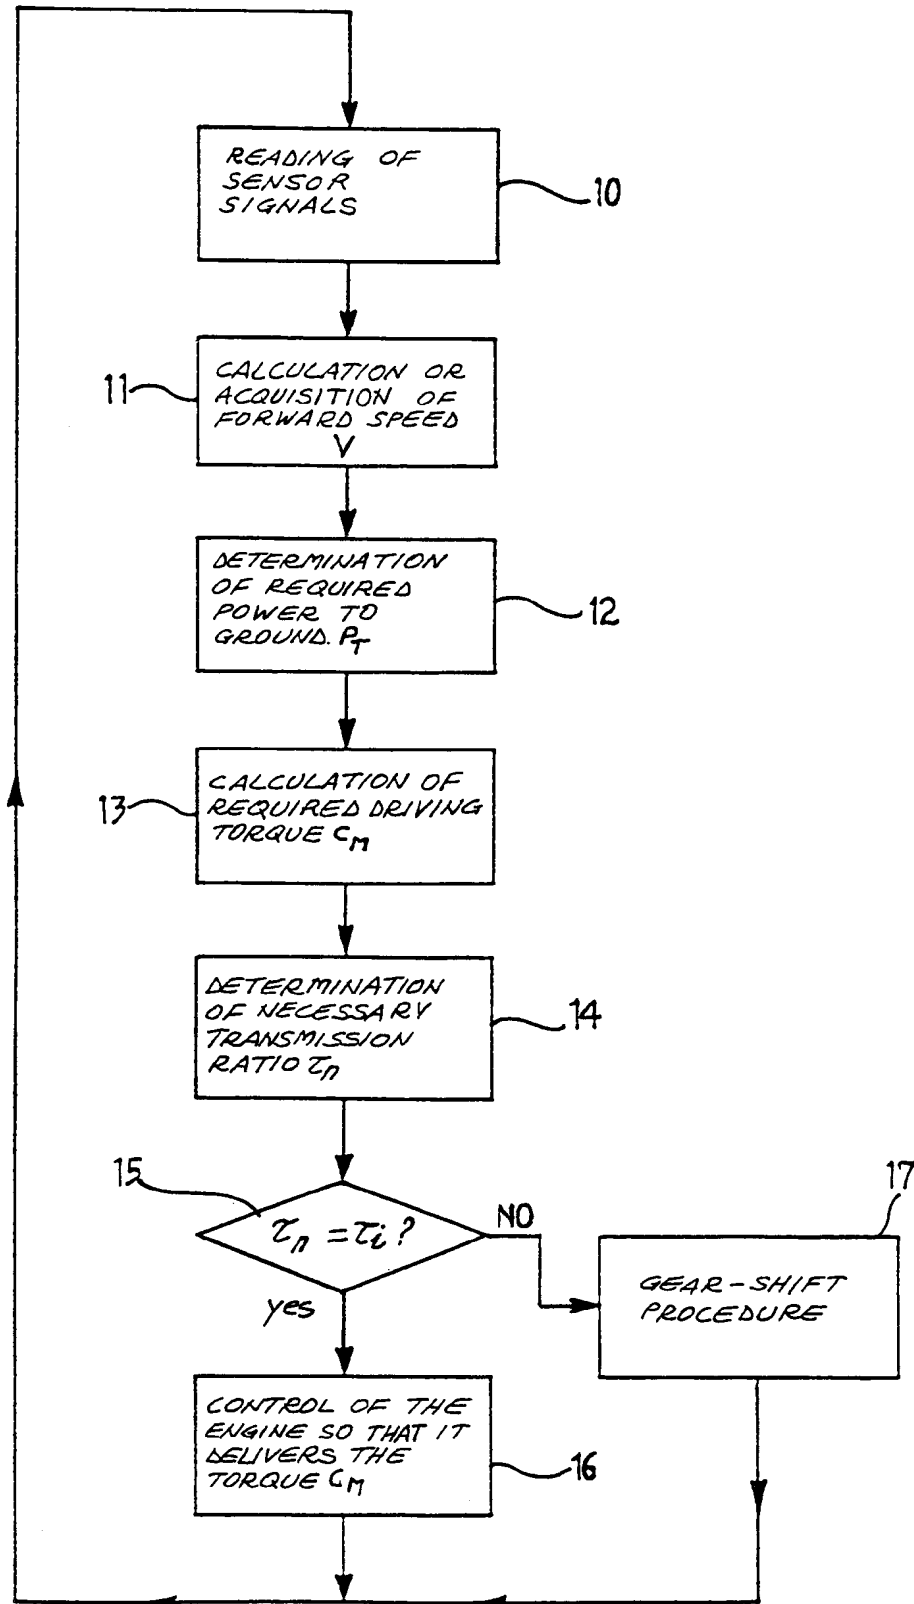 READING OF
SENSOR
SIGNALS
10
CALCULATION OR
ACQUISITION OF
FORWARD SPEED
V
11
DETERMINATION
OF REQUIRED
POWER TO
GROUND. P_T
12
CALCULATION OF
REQUIRED DRIVING
TORQUE C_M
13
DETERMINATION
OF NECESSARY
TRANSMISSION
RATIO τ_n
14
15
τ_n = τ_i ?
NO
yes
17
GEAR-SHIFT
PROCEDURE
CONTROL OF THE
ENGINE SO THAT IT
DELIVERS THE
TORQUE C_M
16